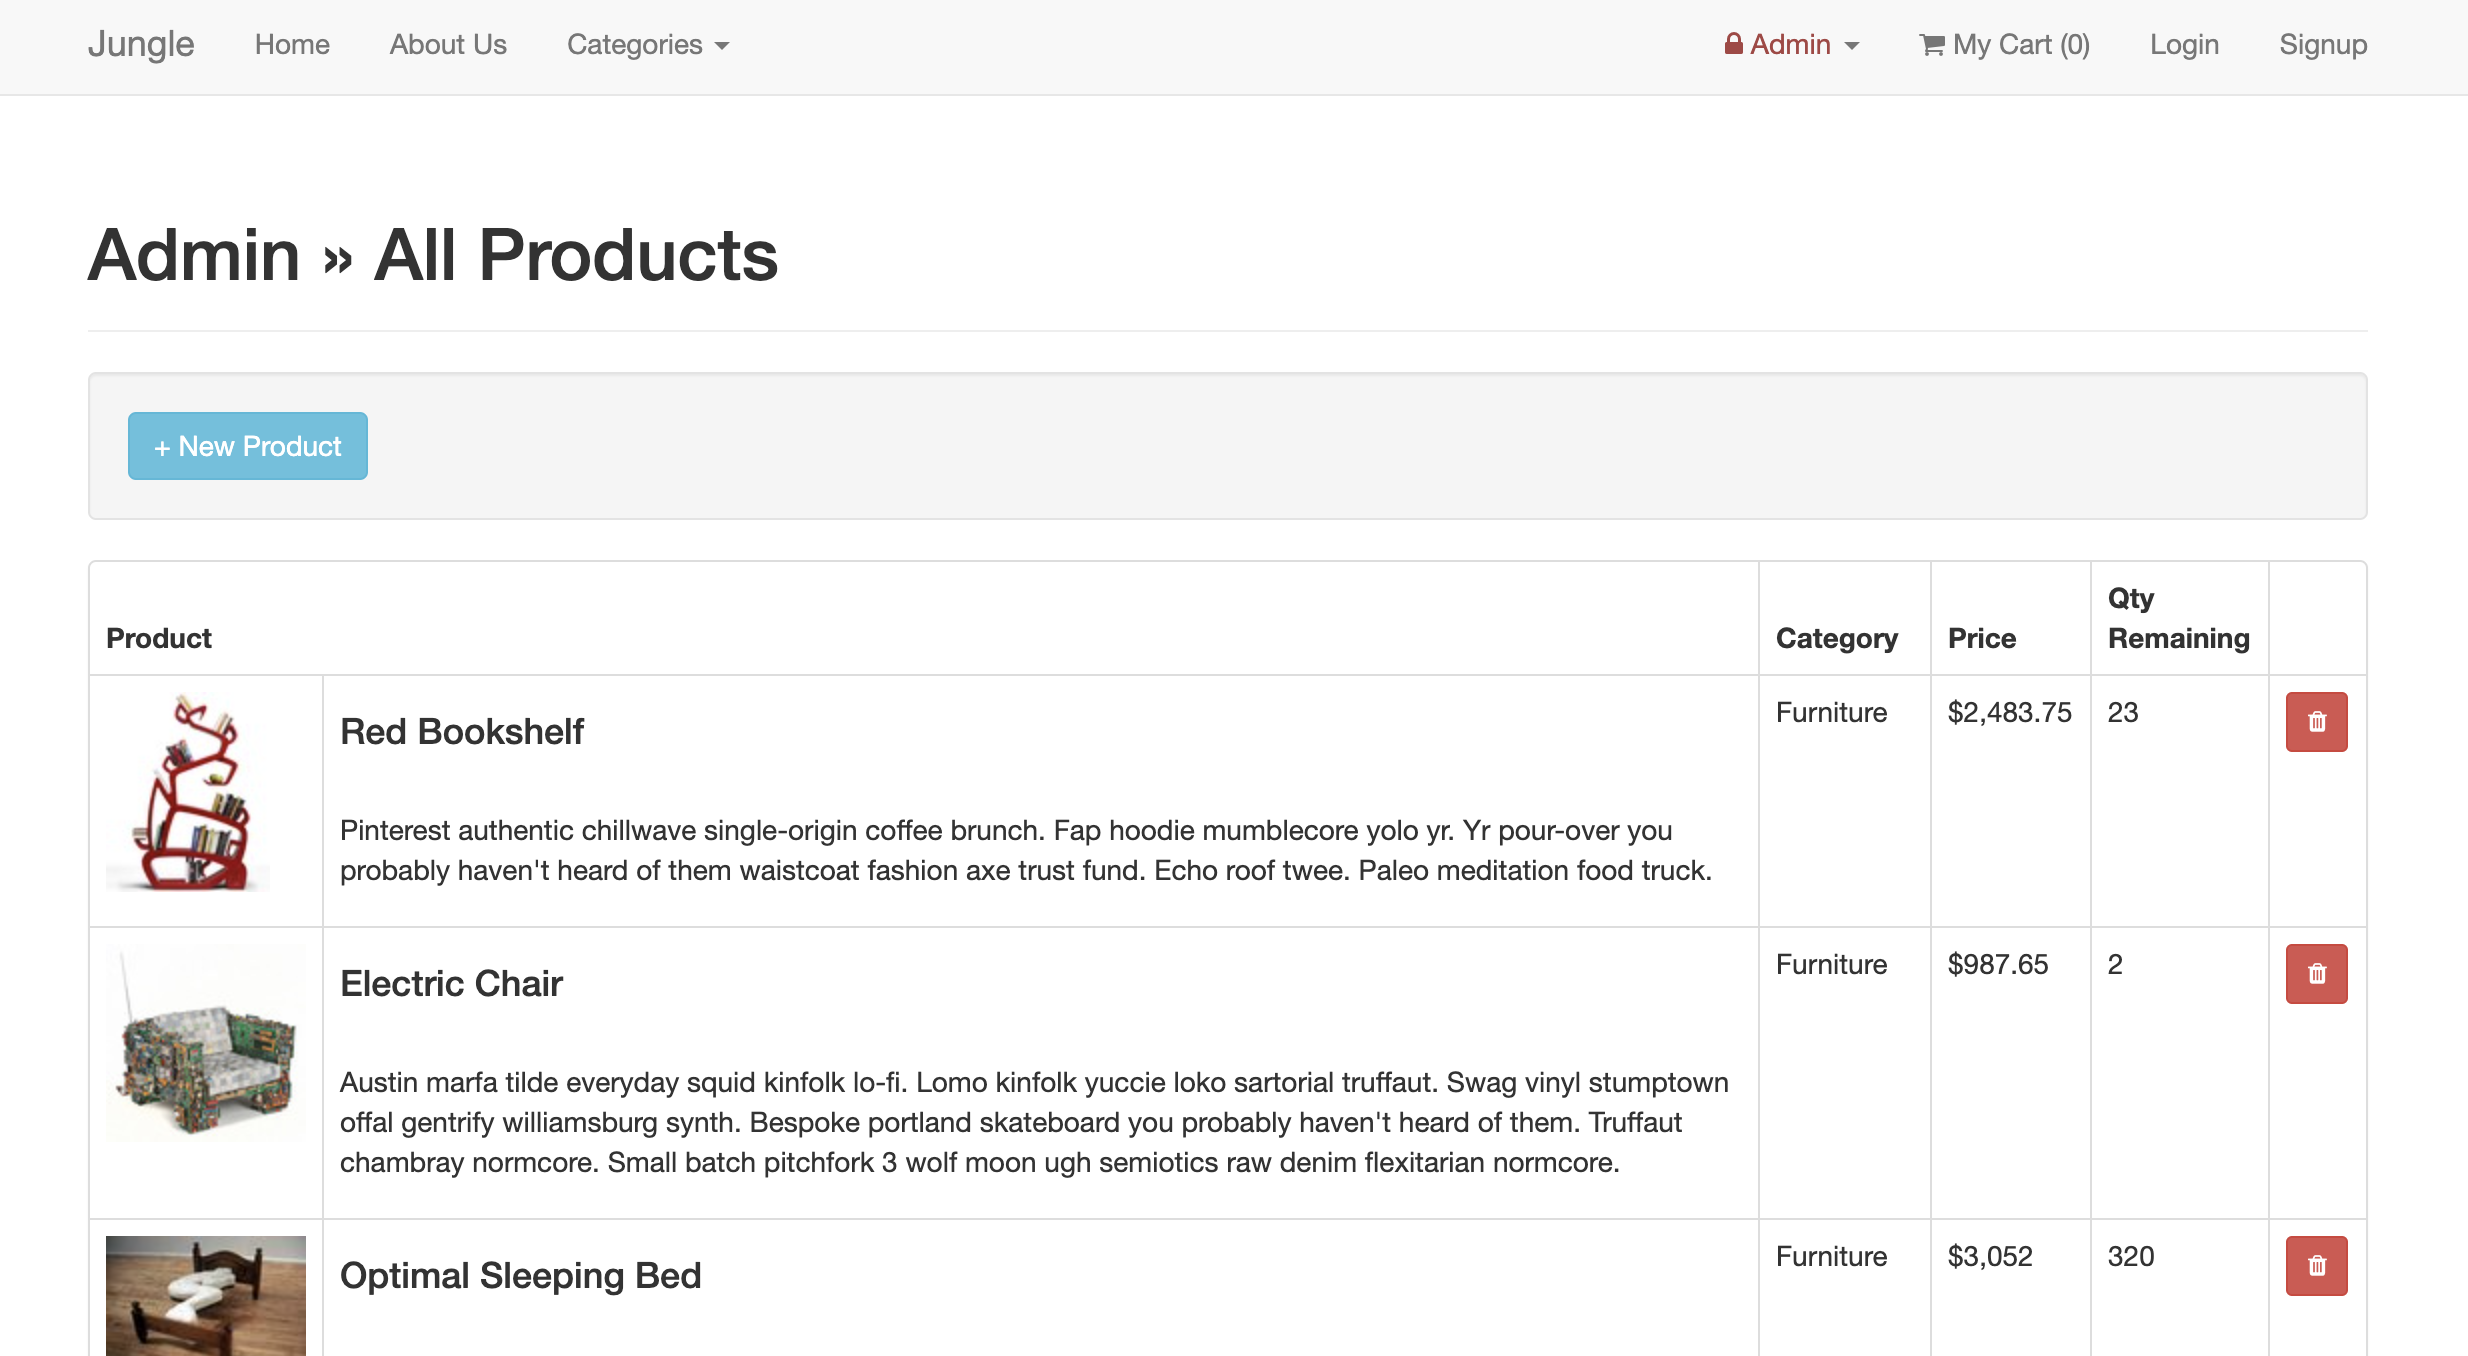 Jungle Home About Us Categories Admin My Cart (0) Login Signup
Admin » All Products
+ New Product
Product Category Price Qty Remaining
Red Bookshelf
Furniture $2,483.75 23
Pinterest authentic chillwave single-origin coffee brunch. Fap hoodie mumblecore yolo yr. Yr pour-over you
probably haven't heard of them waistcoat fashion axe trust fund. Echo roof twee. Paleo meditation food truck.
Electric Chair
Furniture $987.65 2
Austin marfa tilde everyday squid kinfolk lo-fi. Lomo kinfolk yuccie loko sartorial truffaut. Swag vinyl stumptown
offal gentrify williamsburg synth. Bespoke portland skateboard you probably haven't heard of them. Truffaut
chambray normcore. Small batch pitchfork 3 wolf moon ugh semiotics raw denim flexitarian normcore.
Optimal Sleeping Bed
Furniture $3,052 320